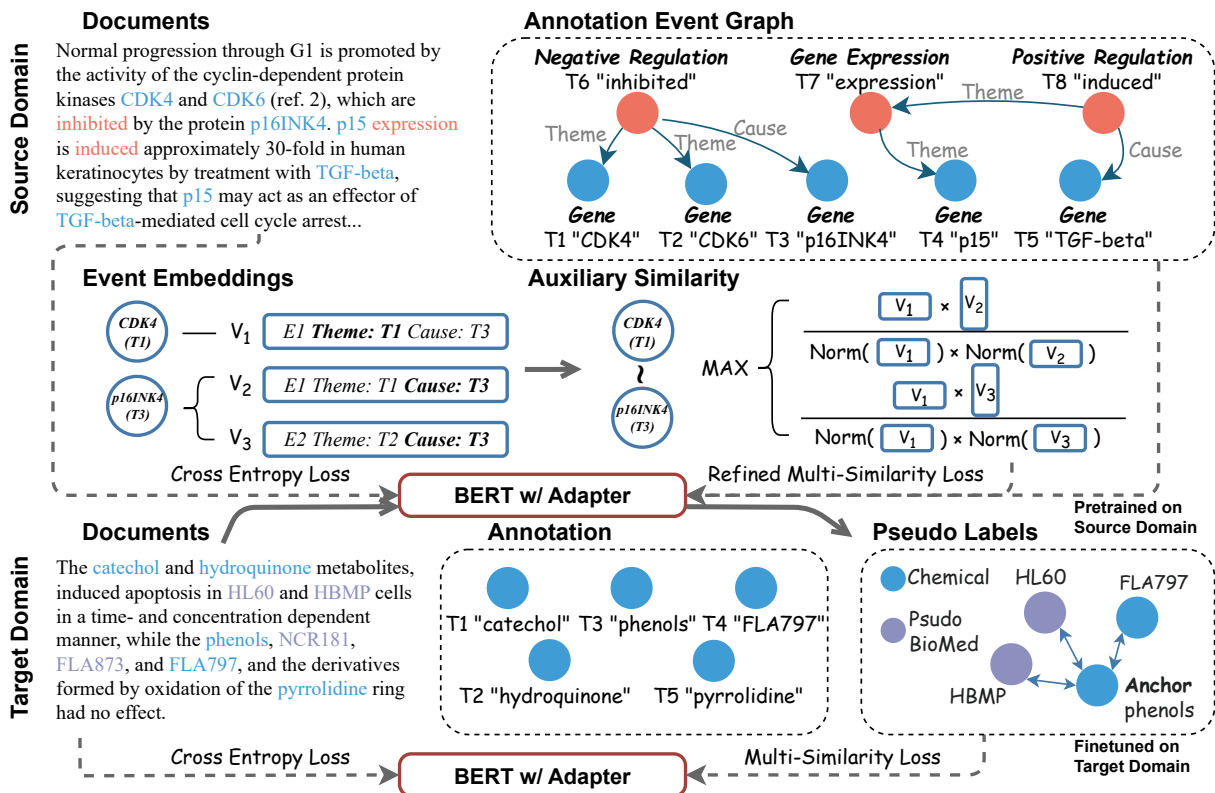 Source Domain
Documents
Normal progression through G1 is promoted by
the activity of the cyclin-dependent protein
kinases CDK4 and CDK6 (ref. 2), which are
inhibited by the protein p16INK4. p15 expression
is induced approximately 30-fold in human
keratinocytes by treatment with TGF-beta,
suggesting that p15 may act as an effector of
TGF-beta-mediated cell cycle arrest...
Annotation Event Graph
Negative Regulation
T6 "inhibited"
Gene Expression
T7 "expression"
Positive Regulation
T8 "induced"
Theme
Theme
Theme
Cause
Theme
Cause
Gene
T1 "CDK4"
Gene
T2 "CDK6"
Gene
T3 "p16INK4"
Gene
T4 "p15"
Gene
T5 "TGF-beta"
Event Embeddings
CDK4
(T1)
V1
E1 Theme: T1 Cause: T3
p16INK4
(T3)
V2
E1 Theme: T1 Cause: T3
V3
E2 Theme: T2 Cause: T3
Auxiliary Similarity
CDK4
(T1)
~
p16INK4
(T3)
MAX
V1 × V2
Norm( V1 ) × Norm( V2 )
V1 × V3
Norm( V1 ) × Norm( V3 )
Cross Entropy Loss
Refined Multi-Similarity Loss
BERT w/ Adapter
Pretrained on
Source Domain
Target Domain
Documents
The catechol and hydroquinone metabolites,
induced apoptosis in HL60 and HBMP cells
in a time- and concentration dependent
manner, while the phenols, NCR181,
FLA873, and FLA797, and the derivatives
formed by oxidation of the pyrrolidine ring
had no effect.
Annotation
T1 "catechol"
T3 "phenols"
T4 "FLA797"
T2 "hydroquinone"
T5 "pyrrolidine"
Pseudo Labels
Chemical
Psudo
BioMed
HL60
FLA797
HBMP
Anchor
phenols
Cross Entropy Loss
Multi-Similarity Loss
BERT w/ Adapter
Finetuned on
Target Domain